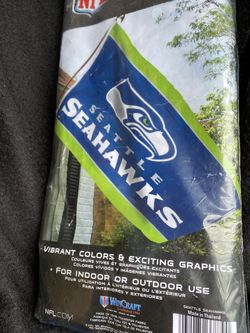 NFL
SEATTLE
SEAHAWKS
• VIBRANT COLORS & EXCITING GRAPHICS
COULEURS VIVES ET GRAPHIQUES EXCITANTS
COLORES VÍVIDOS Y IMÁGENES VIBRANTES
• FOR INDOOR OR OUTDOOR USE
POUR UTILISATION À L'INTÉRIEUR OU À L'EXTÉRIEUR
PARA INTERIORES Y EXTERIORES
NFL.COM
WINCRAFT
SEATTLE SEAHAWKS
Made in Thailand